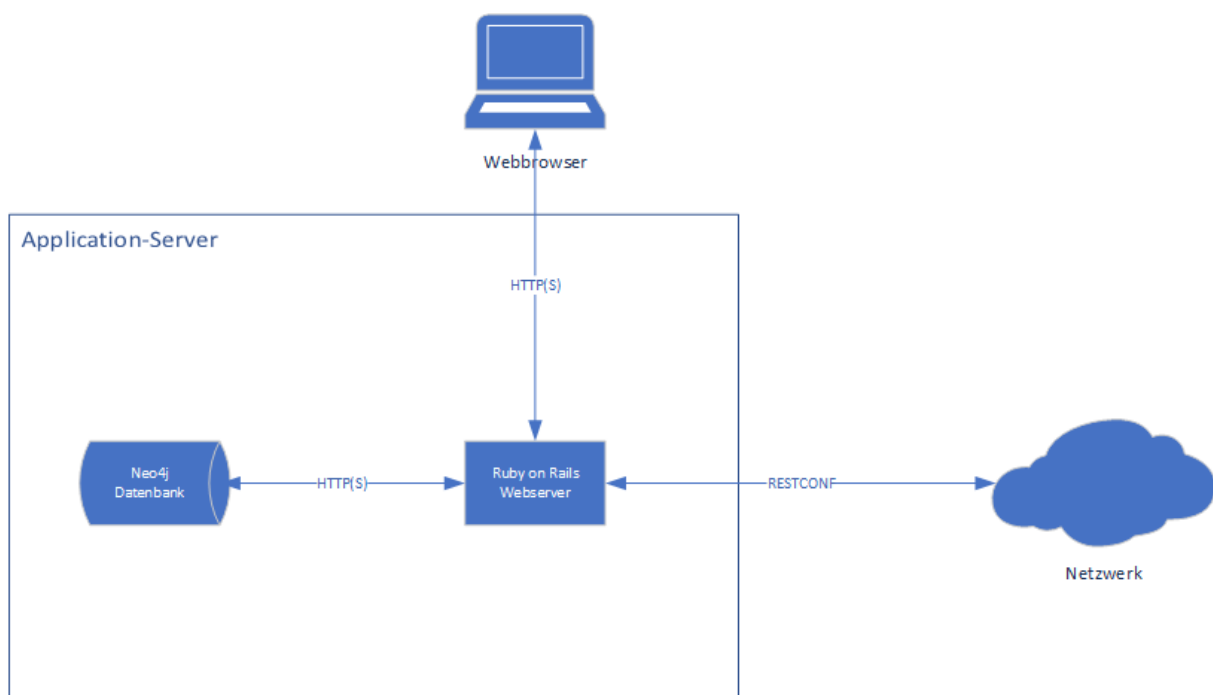 Webbrowser
Application-Server
HTTP(S)
Neo4j
Datenbank
HTTP(S)
Ruby on Rails
Webserver
RESTCONF
Netzwerk